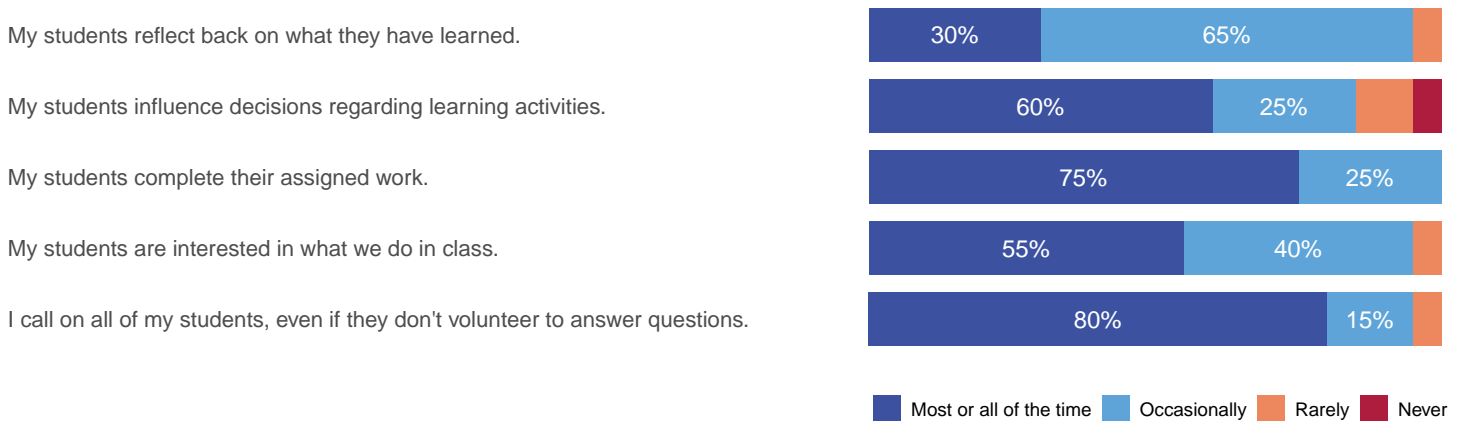 My students reflect back on what they have learned.
30% 65%
My students influence decisions regarding learning activities.
60% 25%
My students complete their assigned work.
75% 25%
My students are interested in what we do in class.
55% 40%
I call on all of my students, even if they don't volunteer to answer questions.
80% 15%
Most or all of the time Occasionally Rarely Never